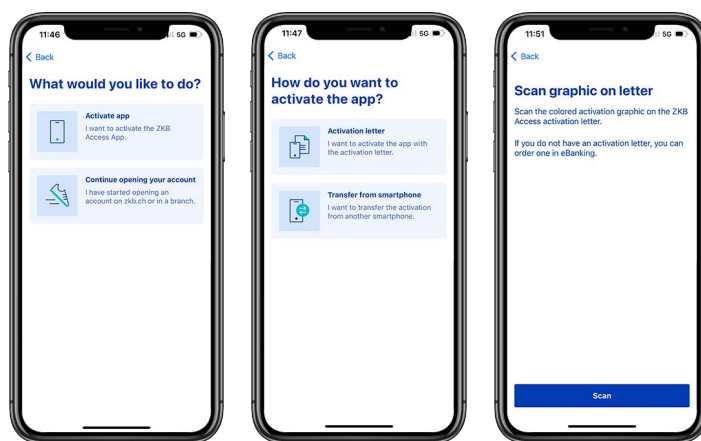 11:46
5G
Back
What would you like to do?
Activate app
I want to activate the ZKB
Access App.
Continue opening your account
I have started opening an
account on zkb.ch or in a branch.
11:47
5G
Back
How do you want to
activate the app?
Activation letter
I want to activate the app with
the activation letter.
Transfer from smartphone
I want to transfer the activation
from another smartphone.
11:51
5G
Back
Scan graphic on letter
Scan the colored activation graphic on the ZKB
Access activation letter.
If you do not have an activation letter, you can
order one in eBanking.
Scan